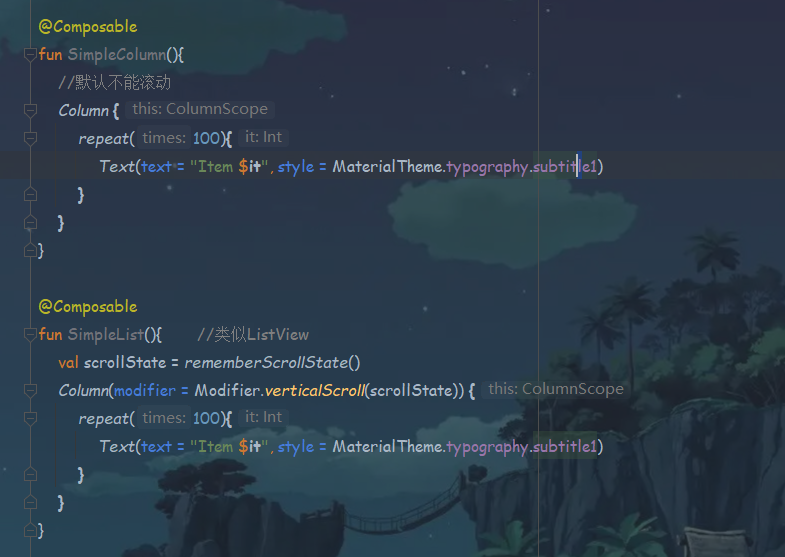 @Composable
fun SimpleColumn(){
//默认不能滚动
Column { this: ColumnScope
repeat( times: 100){ it: Int
Text(text = "Item $it", style = MaterialTheme.typography.subtitle1)
}
}
}
@Composable
fun SimpleList(){ //类似ListView
val scrollState = rememberScrollState()
Column(modifier = Modifier.verticalScroll(scrollState)) { this: ColumnScope
repeat( times: 100){ it: Int
Text(text = "Item $it", style = MaterialTheme.typography.subtitle1)
}
}
}